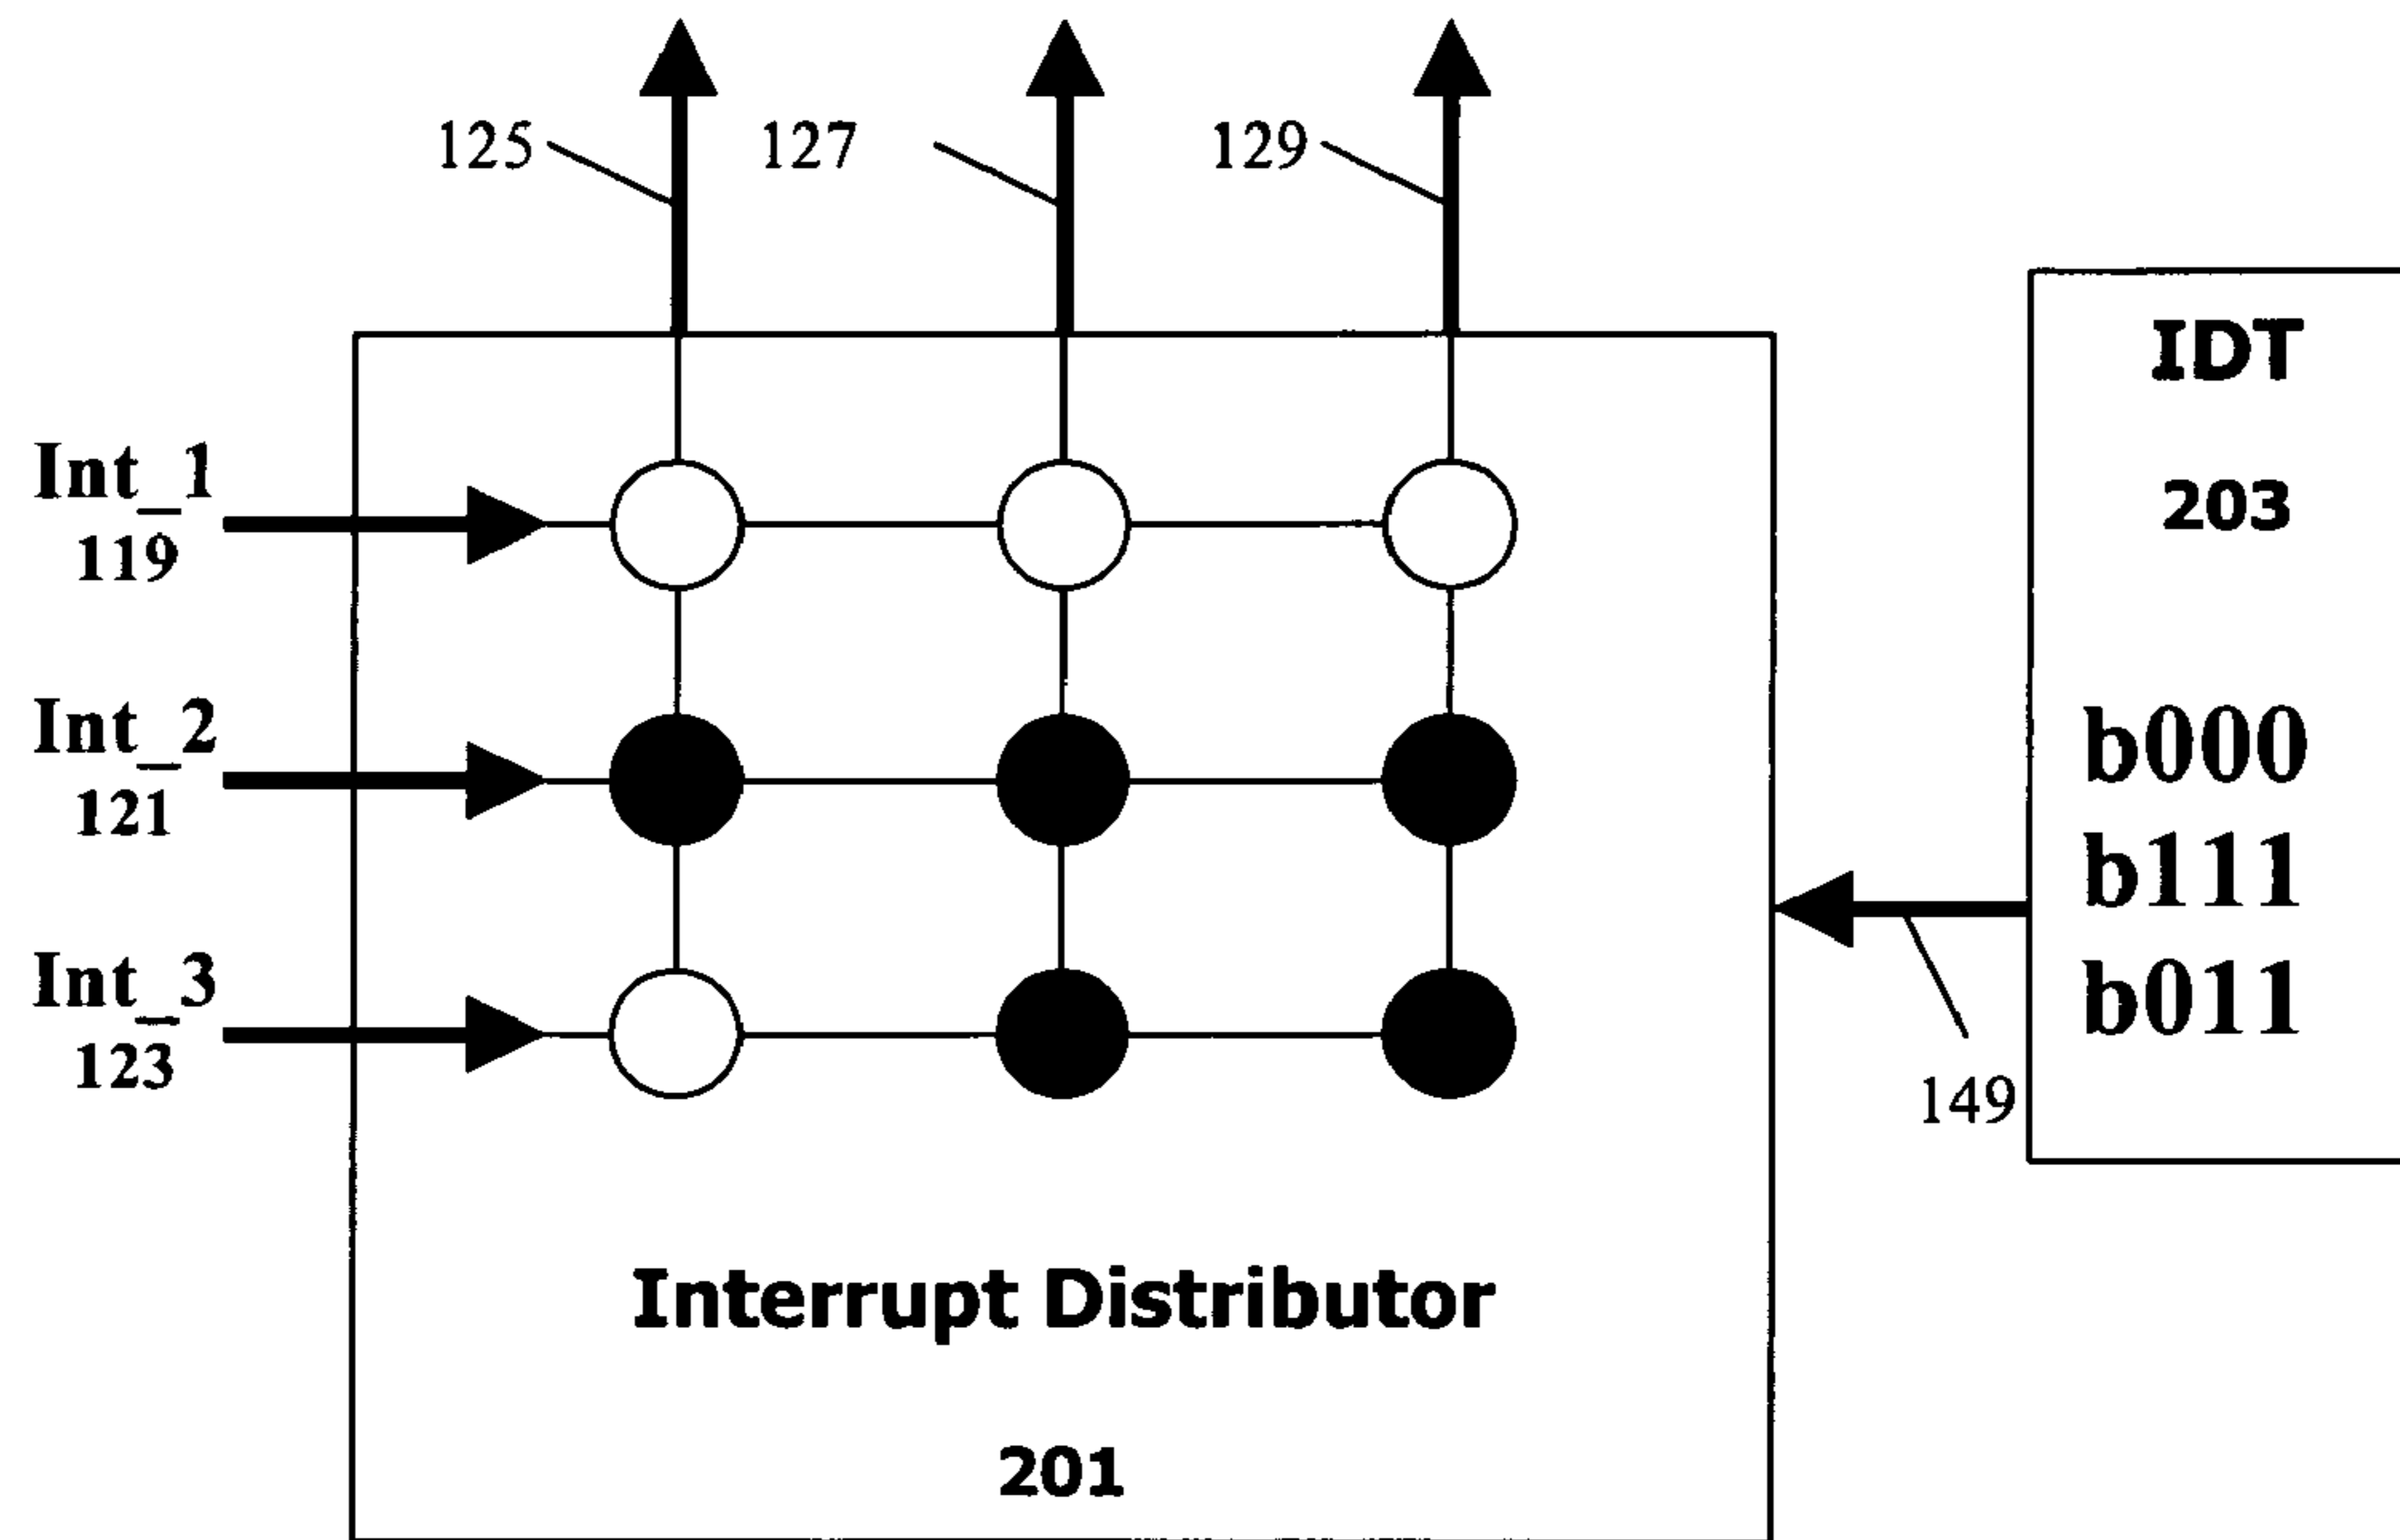 125
127
129
IDT
203
Int_1
119
Int_2
121
Int_3
123
b000
b111
b011
149
Interrupt Distributor
201